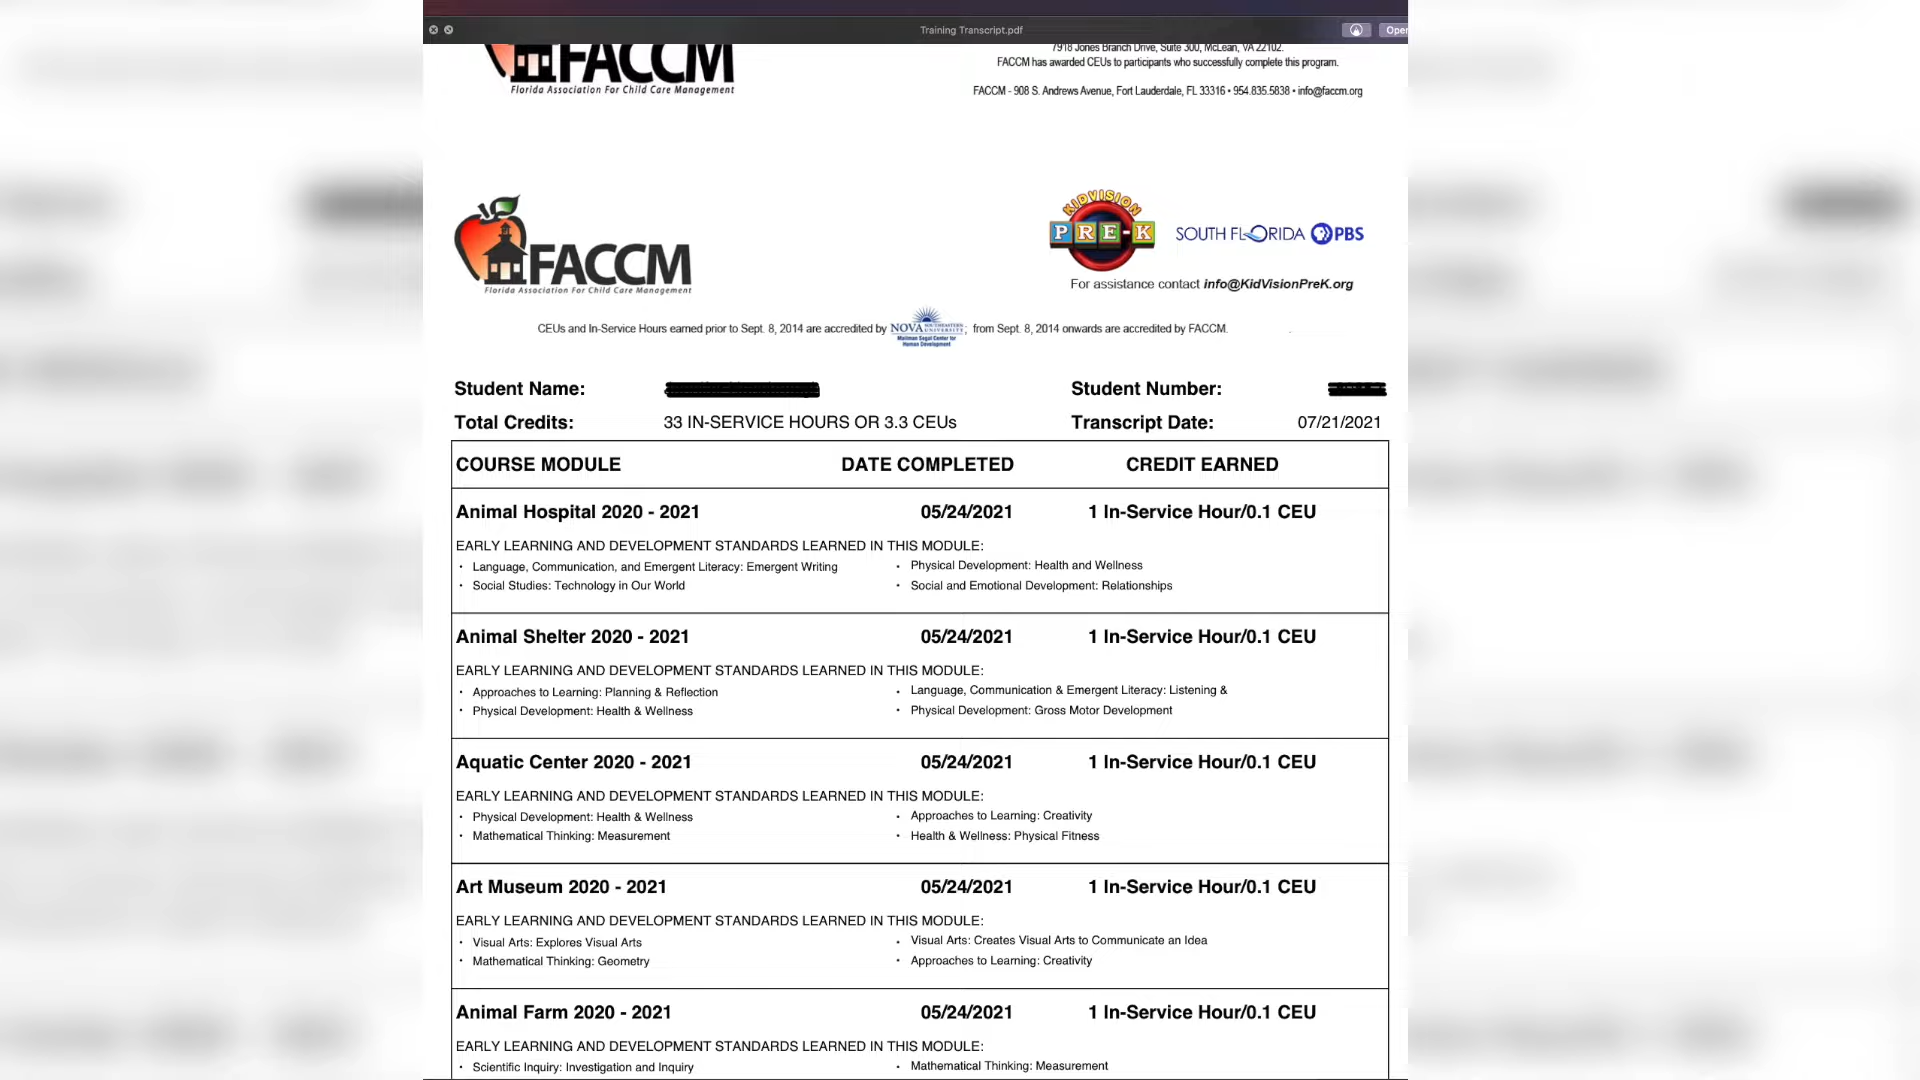 Training Transcript.pdf
Open
FACCM
Florida Association For Child Care Management
7918 Jones Branch Drive, Suite 300, McLean, VA 22102.
FACCM has awarded CEUs to participants who successfully complete this program.
FACCM - 908 S. Andrews Avenue, Fort Lauderdale, FL 33316 • 954.835.5838 • info@faccm.org
FACCM
Florida Association For Child Care Management
KIDVISION
PRE-K
SOUTH FLORIDA PBS
For assistance contact info@KidVisionPreK.org
CEUs and In-Service Hours earned prior to Sept. 8, 2014 are accredited by NOVA SOUTHEASTERN UNIVERSITY Mailman Segal Center for Human Development; from Sept. 8, 2014 onwards are accredited by FACCM.
Student Name: Student Number:
Total Credits: 33 IN-SERVICE HOURS OR 3.3 CEUs Transcript Date: 07/21/2021
COURSE MODULE DATE COMPLETED CREDIT EARNED
Animal Hospital 2020 - 2021 05/24/2021 1 In-Service Hour/0.1 CEU
EARLY LEARNING AND DEVELOPMENT STANDARDS LEARNED IN THIS MODULE:
• Language, Communication, and Emergent Literacy: Emergent Writing • Physical Development: Health and Wellness
• Social Studies: Technology in Our World • Social and Emotional Development: Relationships
Animal Shelter 2020 - 2021 05/24/2021 1 In-Service Hour/0.1 CEU
EARLY LEARNING AND DEVELOPMENT STANDARDS LEARNED IN THIS MODULE:
• Approaches to Learning: Planning & Reflection • Language, Communication & Emergent Literacy: Listening &
• Physical Development: Health & Wellness • Physical Development: Gross Motor Development
Aquatic Center 2020 - 2021 05/24/2021 1 In-Service Hour/0.1 CEU
EARLY LEARNING AND DEVELOPMENT STANDARDS LEARNED IN THIS MODULE:
• Physical Development: Health & Wellness • Approaches to Learning: Creativity
• Mathematical Thinking: Measurement • Health & Wellness: Physical Fitness
Art Museum 2020 - 2021 05/24/2021 1 In-Service Hour/0.1 CEU
EARLY LEARNING AND DEVELOPMENT STANDARDS LEARNED IN THIS MODULE:
• Visual Arts: Explores Visual Arts • Visual Arts: Creates Visual Arts to Communicate an Idea
• Mathematical Thinking: Geometry • Approaches to Learning: Creativity
Animal Farm 2020 - 2021 05/24/2021 1 In-Service Hour/0.1 CEU
EARLY LEARNING AND DEVELOPMENT STANDARDS LEARNED IN THIS MODULE:
• Scientific Inquiry: Investigation and Inquiry • Mathematical Thinking: Measurement